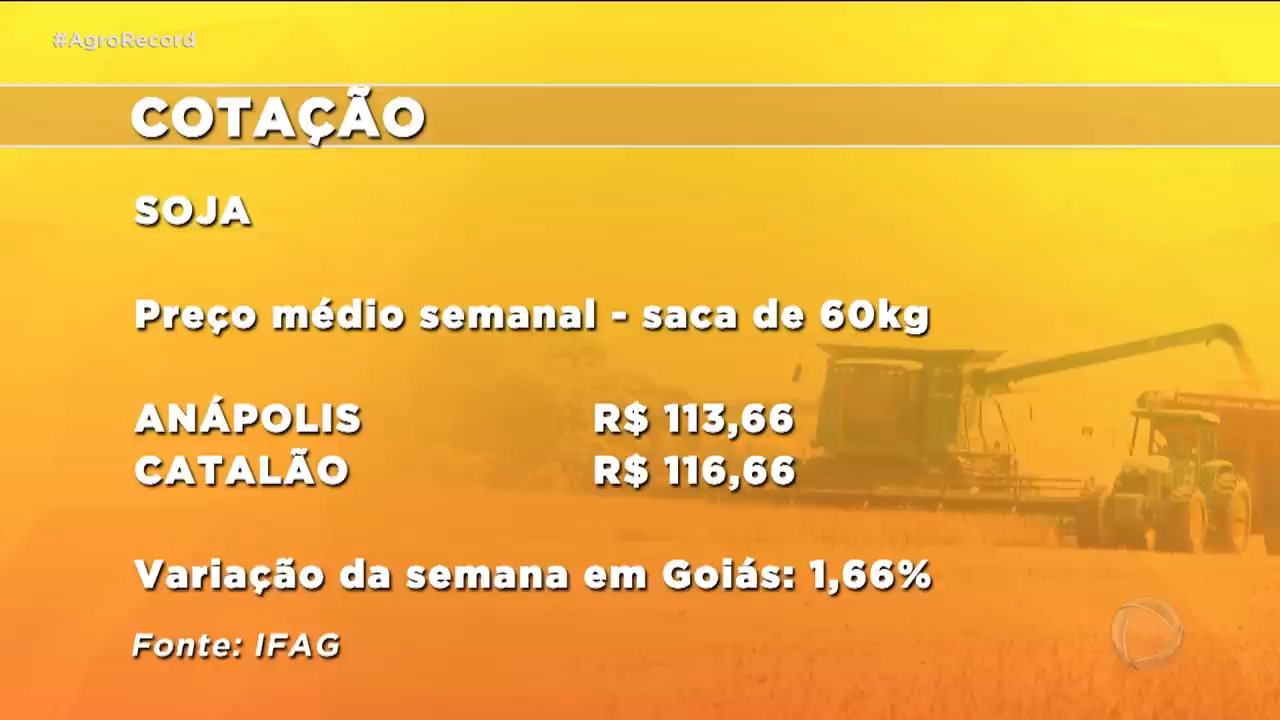 #AgroRecord
COTAÇÃO
SOJA
Preço médio semanal - saca de 60kg
ANÁPOLIS R$ 113,66
CATALÃO R$ 116,66
Variação da semana em Goiás: 1,66%
Fonte: IFAG